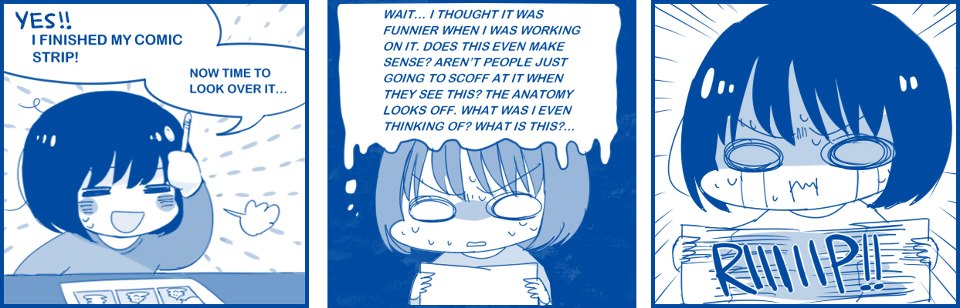 YES!!
I FINISHED MY COMIC
STRIP!
NOW TIME TO
LOOK OVER IT...
WAIT... I THOUGHT IT WAS
FUNNIER WHEN I WAS WORKING
ON IT. DOES THIS EVEN MAKE
SENSE? AREN'T PEOPLE JUST
GOING TO SCOFF AT IT WHEN
THEY SEE THIS? THE ANATOMY
LOOKS OFF. WHAT WAS I EVEN
THINKING OF? WHAT IS THIS?...
RIIIIIP!!